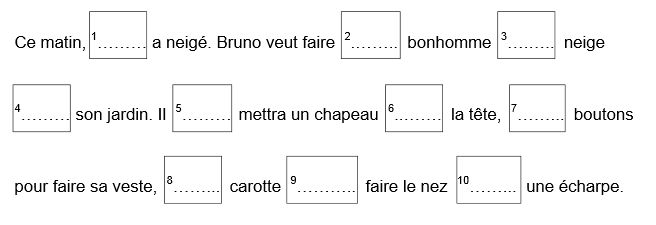 Ce matin, 1......... a neigé. Bruno veut faire 2......... bonhomme 3......... neige
4......... son jardin. Il 5......... mettra un chapeau 6......... la tête, 7......... boutons
pour faire sa veste, 8......... carotte 9........... faire le nez 10......... une écharpe.